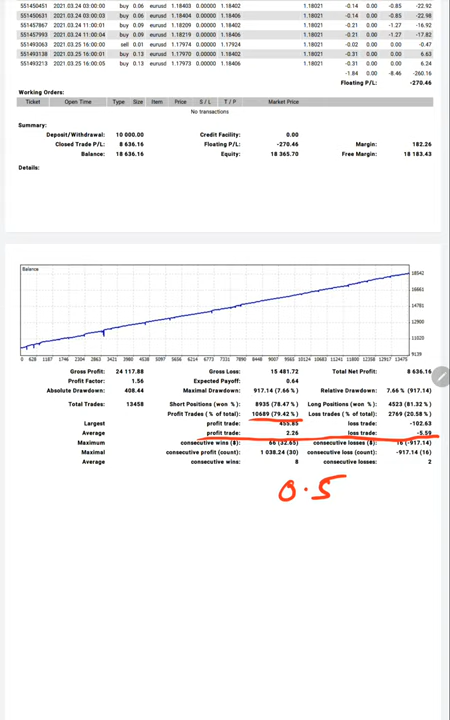 551450451 2021.03.24 03:00:00 buy 0.06 eurusd 1.18403 0.00000 1.18402 1.18021 -0.14 0.00 -0.85 -22.92
551450631 2021.03.24 03:00:03 buy 0.06 eurusd 1.18404 0.00000 1.18406 1.18021 -0.14 0.00 -0.85 -22.98
551457867 2021.03.24 11:00:01 buy 0.09 eurusd 1.18209 0.00000 1.18402 1.18021 -0.21 0.00 -1.27 -16.92
551457993 2021.03.24 11:00:04 buy 0.09 eurusd 1.18219 0.00000 1.18406 1.18021 -0.21 0.00 -1.27 -17.82
551493063 2021.03.25 16:00:00 sell 0.01 eurusd 1.17974 0.00000 1.17924 1.18021 -0.02 0.00 0.00 -0.47
551493138 2021.03.25 16:00:01 buy 0.13 eurusd 1.17970 0.00000 1.18402 1.18021 -0.31 0.00 0.00 6.63
551493213 2021.03.25 16:00:05 buy 0.13 eurusd 1.17973 0.00000 1.18406 1.18021 -0.31 0.00 0.00 6.24
-1.84 0.00 -8.46 -260.16
Floating P/L: -270.46
Working Orders:
Ticket Open Time Type Size Item Price S / L T / P Market Price
No transactions
Summary:
Deposit/Withdrawal: 10 000.00 Credit Facility: 0.00
Closed Trade P/L: 8 636.16 Floating P/L: -270.46 Margin: 182.26
Balance: 18 636.16 Equity: 18 365.70 Free Margin: 18 183.43
Details:
Balance
18542
16661
14781
12900
11020
9139
0 628 1187 1746 2304 2863 3421 3980 4538 5097 5656 6214 6773 7331 7890 8448 9007 9565 10124 10683 11241 11800 12358 12917 13475
Gross Profit: 24 117.88 Gross Loss: 15 481.72 Total Net Profit: 8 636.16
Profit Factor: 1.56 Expected Payoff: 0.64
Absolute Drawdown: 408.44 Maximal Drawdown: 917.14 (7.66 %) Relative Drawdown: 7.66 % (917.14)
Total Trades: 13458 Short Positions (won %): 8935 (78.47 %) Long Positions (won %): 4523 (81.32 %)
Profit Trades (% of total): 10689 (79.42 %) Loss trades (% of total): 2769 (20.58 %)
Largest profit trade: 455.85 loss trade: -102.63
Average profit trade: 2.26 loss trade: -5.59
Maximum consecutive wins ($): 66 (32.65) consecutive losses ($): 16 (-917.14)
Maximal consecutive profit (count): 1 038.24 (30) consecutive loss (count): -917.14 (16)
Average consecutive wins: 8 consecutive losses: 2
0.5